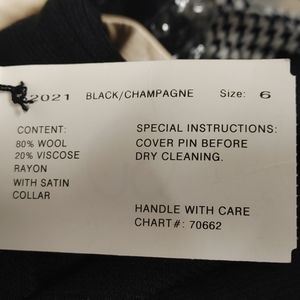 2021 BLACK/CHAMPAGNE Size: 6
CONTENT:
80% WOOL
20% VISCOSE
RAYON
WITH SATIN
COLLAR
SPECIAL INSTRUCTIONS:
COVER PIN BEFORE
DRY CLEANING.
HANDLE WITH CARE
CHART#: 70662